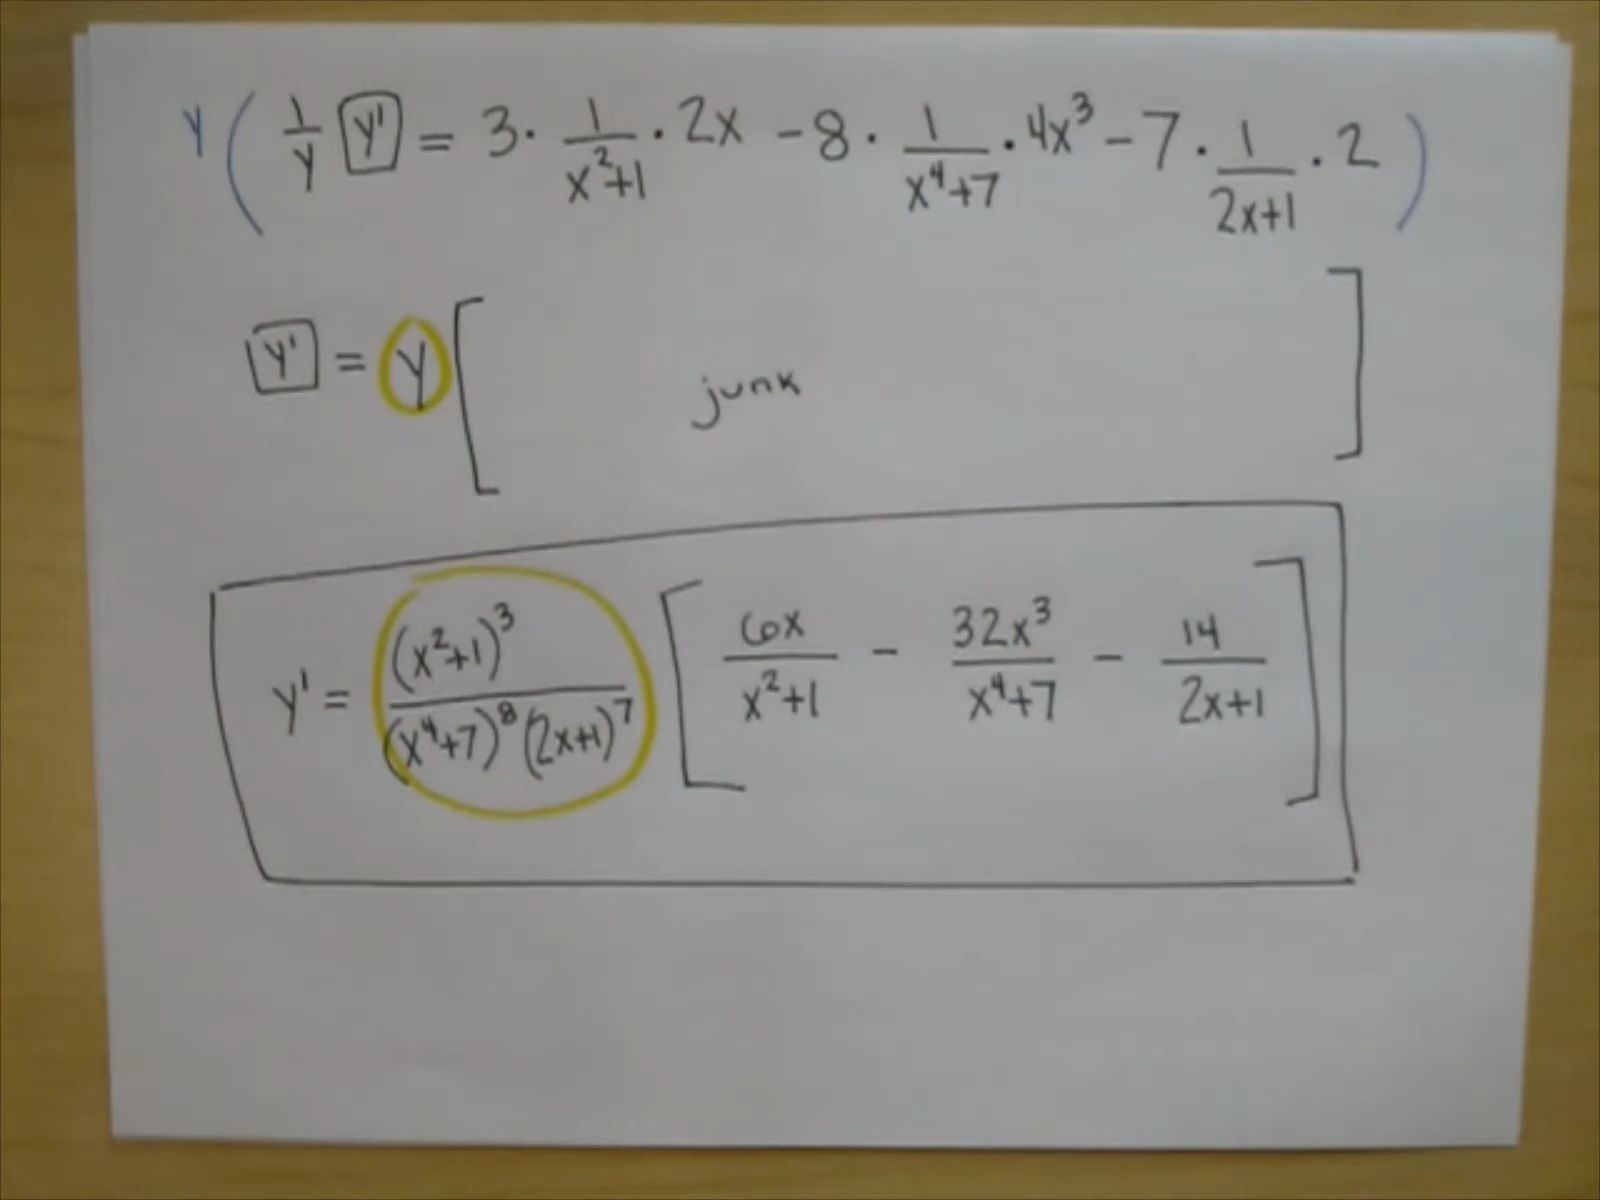 y ( 1/y y' = 3 · 1/(x²+1) · 2x − 8 · 1/(x⁴+7) · 4x³ − 7 · 1/(2x+1) · 2 )
y' = y [ junk ]
y' = (x²+1)³/((x⁴+7)⁸(2x+1)⁷) [ 6x/(x²+1) − 32x³/(x⁴+7) − 14/(2x+1) ]